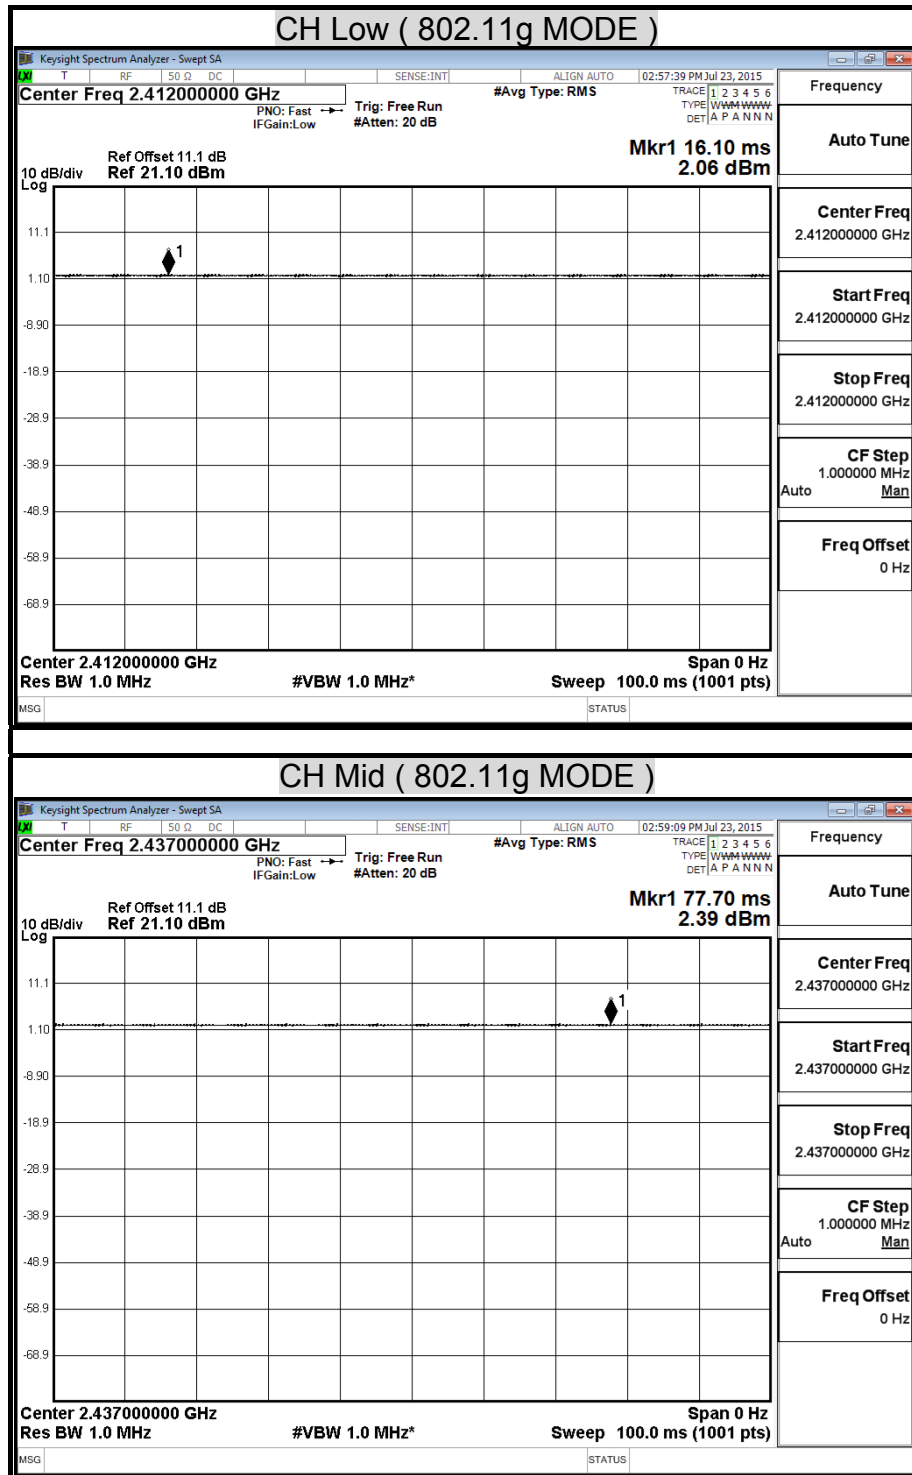 CH Low ( 802.11g MODE )
Keysight Spectrum Analyzer - Swept SA
LXI T RF 50 Ω DC SENSE:INT ALIGN AUTO 02:57:39 PM Jul 23, 2015
Center Freq 2.412000000 GHz
PNO: Fast
IFGain:Low
Trig: Free Run
#Atten: 20 dB
#Avg Type: RMS
TRACE 1 2 3 4 5 6
TYPE WWMWWWW
DET A P A N N N
Mkr1 16.10 ms
2.06 dBm
Ref Offset 11.1 dB
10 dB/div Ref 21.10 dBm
Log
11.1
1
1.10
-8.90
-18.9
-28.9
-38.9
-48.9
-58.9
-68.9
Center 2.412000000 GHz Span 0 Hz
Res BW 1.0 MHz #VBW 1.0 MHz* Sweep 100.0 ms (1001 pts)
MSG STATUS
Frequency
Auto Tune
Center Freq
2.412000000 GHz
Start Freq
2.412000000 GHz
Stop Freq
2.412000000 GHz
CF Step
1.000000 MHz
Auto Man
Freq Offset
0 Hz
CH Mid ( 802.11g MODE )
Keysight Spectrum Analyzer - Swept SA
LXI T RF 50 Ω DC SENSE:INT ALIGN AUTO 02:59:09 PM Jul 23, 2015
Center Freq 2.437000000 GHz
PNO: Fast
IFGain:Low
Trig: Free Run
#Atten: 20 dB
#Avg Type: RMS
TRACE 1 2 3 4 5 6
TYPE WWMWWWW
DET A P A N N N
Mkr1 77.70 ms
2.39 dBm
Ref Offset 11.1 dB
10 dB/div Ref 21.10 dBm
Log
11.1
1
1.10
-8.90
-18.9
-28.9
-38.9
-48.9
-58.9
-68.9
Center 2.437000000 GHz Span 0 Hz
Res BW 1.0 MHz #VBW 1.0 MHz* Sweep 100.0 ms (1001 pts)
MSG STATUS
Frequency
Auto Tune
Center Freq
2.437000000 GHz
Start Freq
2.437000000 GHz
Stop Freq
2.437000000 GHz
CF Step
1.000000 MHz
Auto Man
Freq Offset
0 Hz